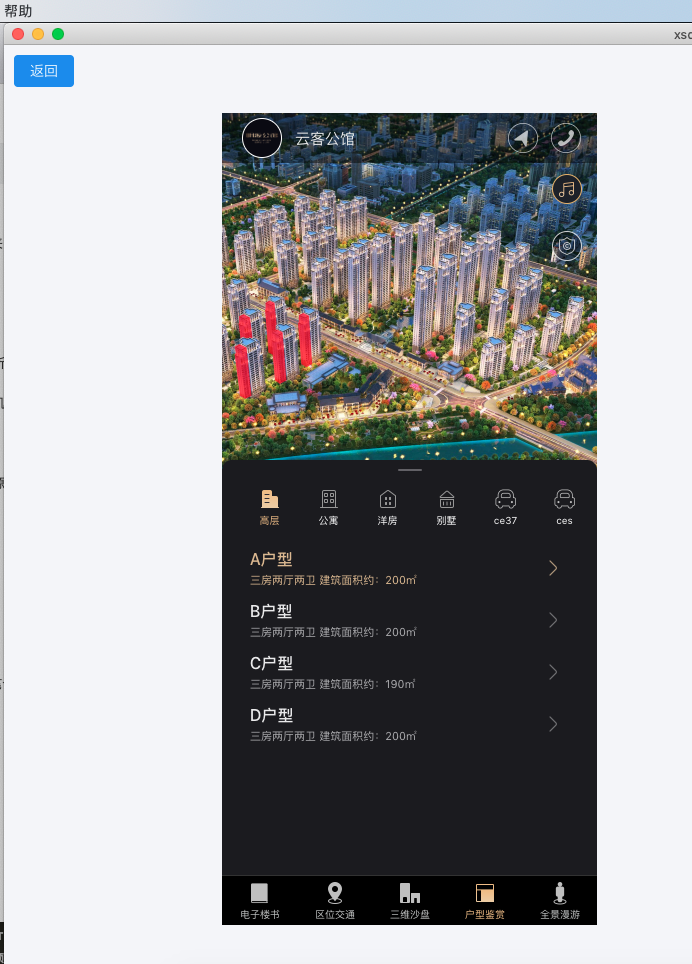 帮助
返回
云客公馆
高层
公寓
洋房
别墅
ce37
ces
A户型
三房两厅两卫 建筑面积约：200㎡
B户型
三房两厅两卫 建筑面积约：200㎡
C户型
三房两厅两卫 建筑面积约：190㎡
D户型
三房两厅两卫 建筑面积约：200㎡
电子楼书
区位交通
三维沙盘
户型鉴赏
全景漫游